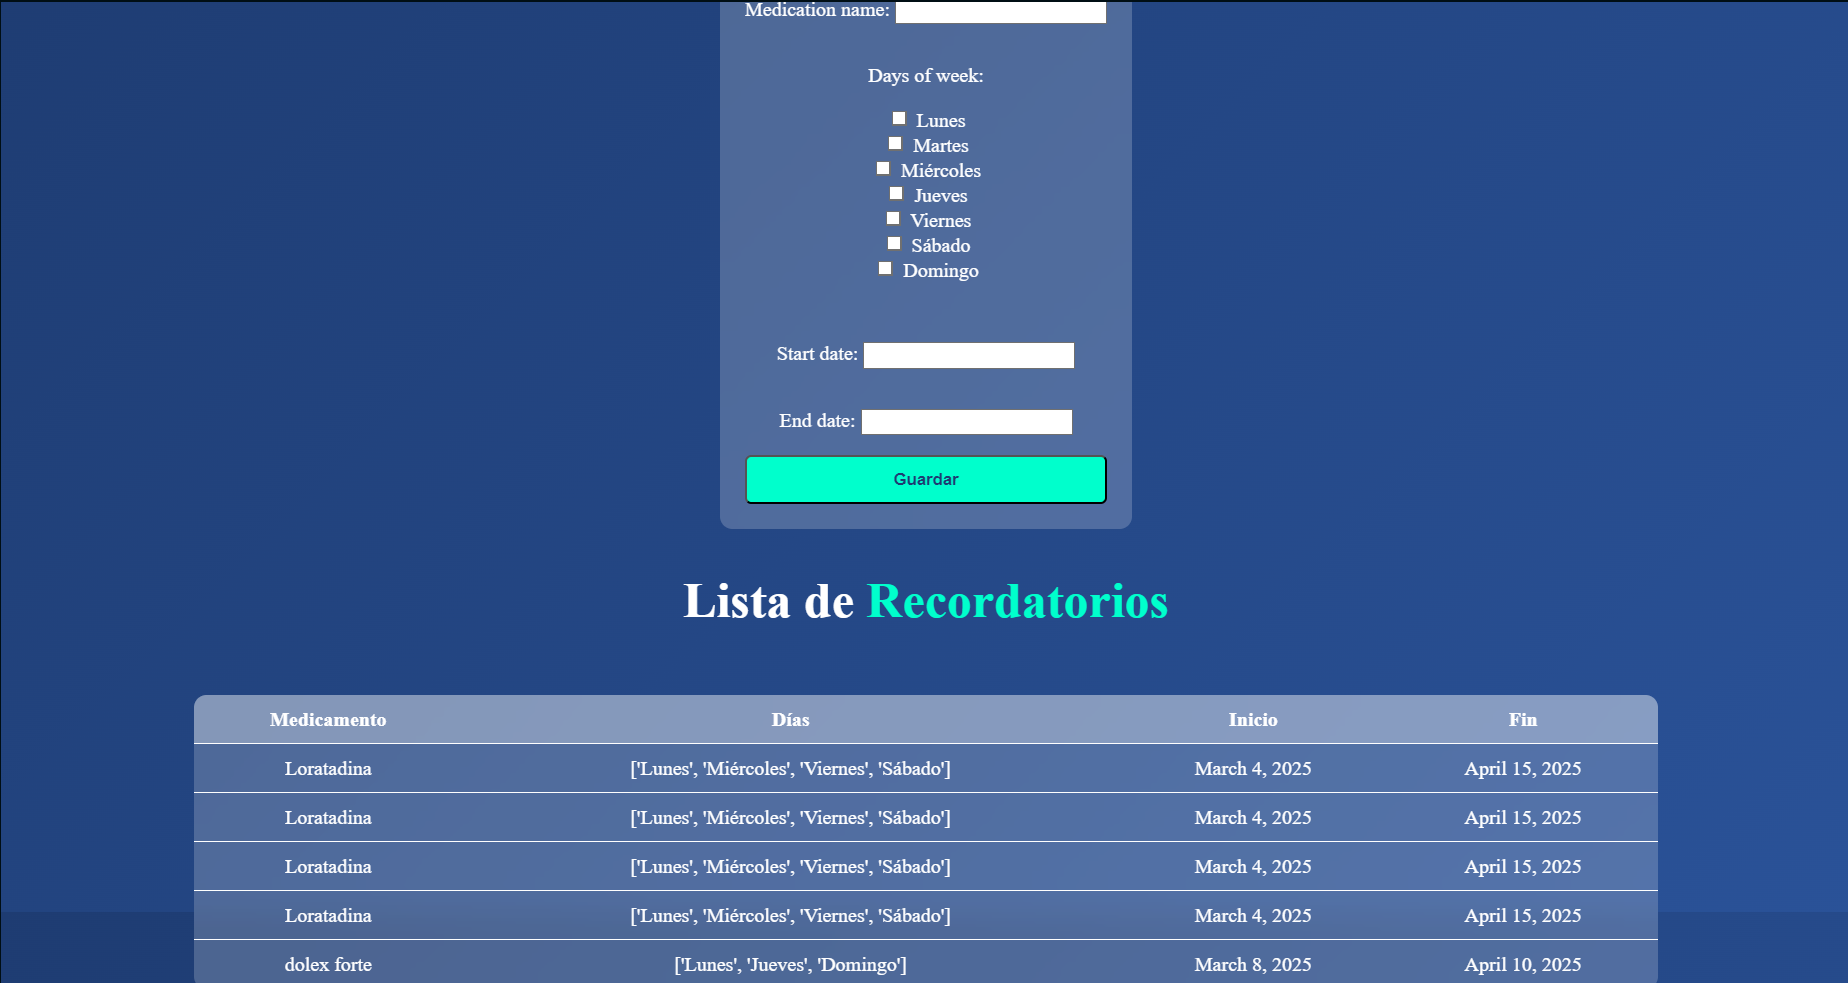 Medication name:
Days of week:
Lunes
Martes
Miércoles
Jueves
Viernes
Sábado
Domingo
Start date:
End date:
Guardar
Lista de Recordatorios
Medicamento Días Inicio Fin
Loratadina ['Lunes', 'Miércoles', 'Viernes', 'Sábado'] March 4, 2025 April 15, 2025
Loratadina ['Lunes', 'Miércoles', 'Viernes', 'Sábado'] March 4, 2025 April 15, 2025
Loratadina ['Lunes', 'Miércoles', 'Viernes', 'Sábado'] March 4, 2025 April 15, 2025
Loratadina ['Lunes', 'Miércoles', 'Viernes', 'Sábado'] March 4, 2025 April 15, 2025
dolex forte ['Lunes', 'Jueves', 'Domingo'] March 8, 2025 April 10, 2025